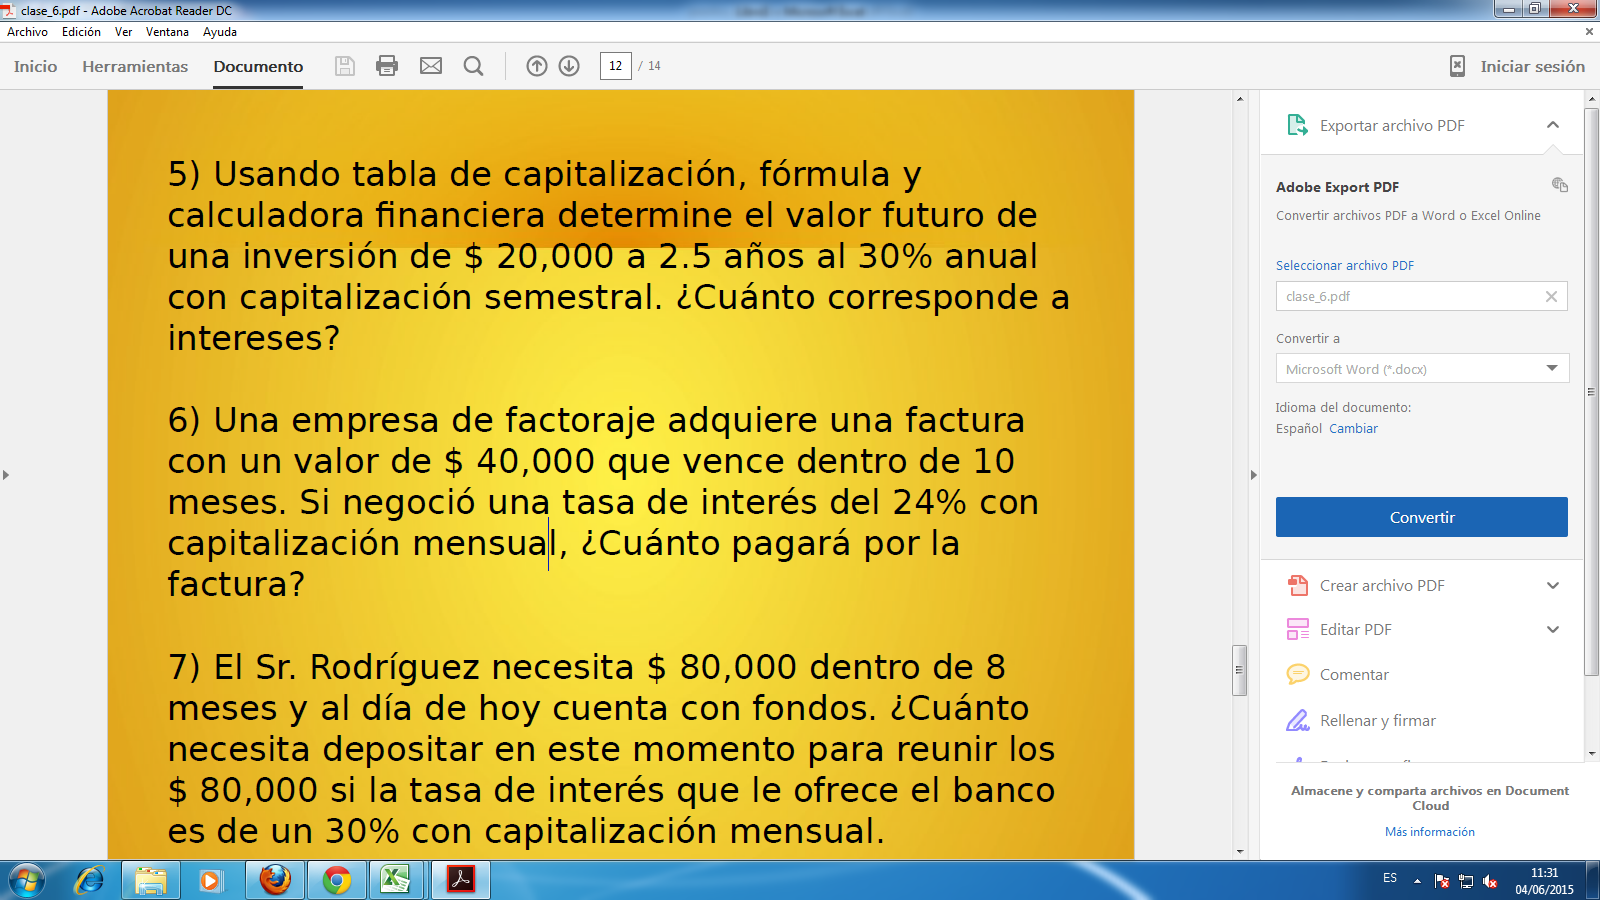 clase_6.pdf - Adobe Acrobat Reader DC
Archivo Edición Ver Ventana Ayuda
Inicio Herramientas Documento 12 / 14 Iniciar sesión
5) Usando tabla de capitalización, fórmula y
calculadora financiera determine el valor futuro de
una inversión de $ 20,000 a 2.5 años al 30% anual
con capitalización semestral. ¿Cuánto corresponde a
intereses?
6) Una empresa de factoraje adquiere una factura
con un valor de $ 40,000 que vence dentro de 10
meses. Si negoció una tasa de interés del 24% con
capitalización mensual, ¿Cuánto pagará por la
factura?
7) El Sr. Rodríguez necesita $ 80,000 dentro de 8
meses y al día de hoy cuenta con fondos. ¿Cuánto
necesita depositar en este momento para reunir los
$ 80,000 si la tasa de interés que le ofrece el banco
es de un 30% con capitalización mensual.
Exportar archivo PDF
Adobe Export PDF
Convertir archivos PDF a Word o Excel Online
Seleccionar archivo PDF
clase_6.pdf
Convertir a
Microsoft Word (*.docx)
Idioma del documento:
Español Cambiar
Convertir
Crear archivo PDF
Editar PDF
Comentar
Rellenar y firmar
Almacene y comparta archivos en Document
Cloud
Más información
ES
11:31
04/06/2015